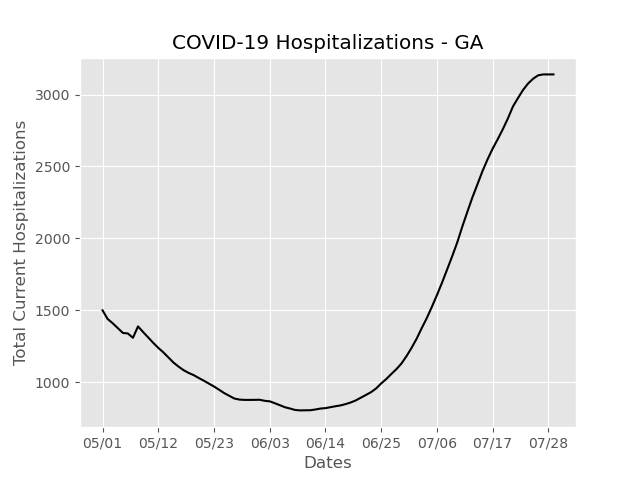 COVID-19 Hospitalizations - GA
Total Current Hospitalizations
3000
2500
2000
1500
1000
05/01 05/12 05/23 06/03 06/14 06/25 07/06 07/17 07/28
Dates